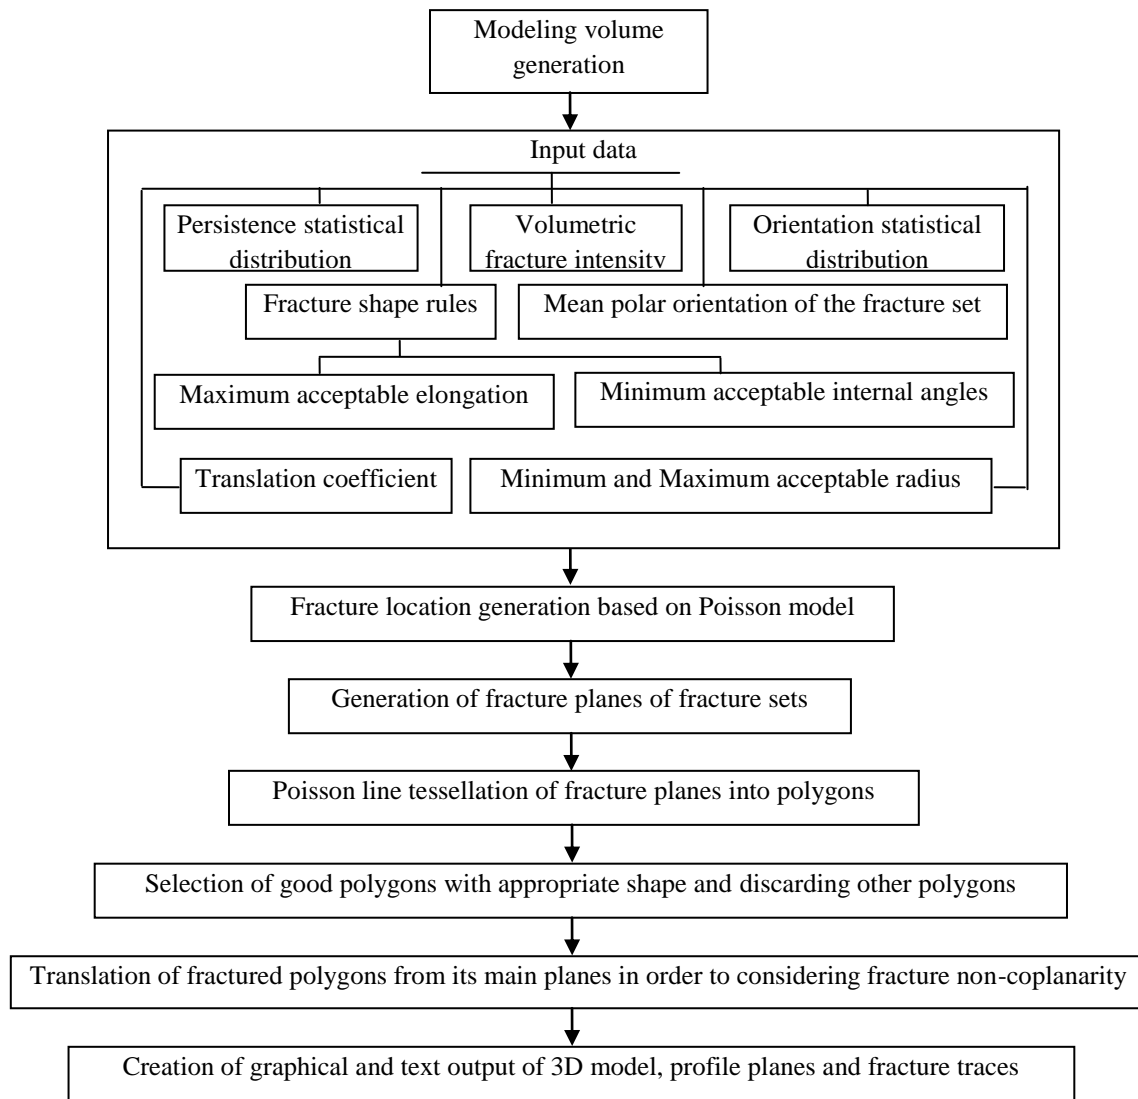 Modeling volume
generation
Input data
Persistence statistical
distribution
Volumetric
fracture intensity
Orientation statistical
distribution
Fracture shape rules
Mean polar orientation of the fracture set
Maximum acceptable elongation
Minimum acceptable internal angles
Translation coefficient
Minimum and Maximum acceptable radius
Fracture location generation based on Poisson model
Generation of fracture planes of fracture sets
Poisson line tessellation of fracture planes into polygons
Selection of good polygons with appropriate shape and discarding other polygons
Translation of fractured polygons from its main planes in order to considering fracture non-coplanarity
Creation of graphical and text output of 3D model, profile planes and fracture traces